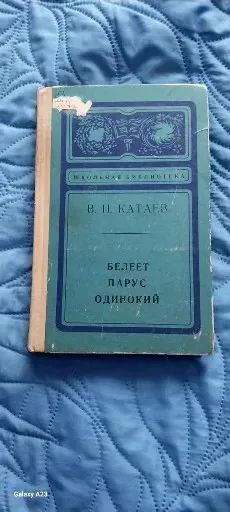 ШКОЛЬНАЯ БИБЛИОТЕКА
В. П. КАТАЕВ
БЕЛЕЕТ
ПАРУС
ОДИНОКИЙ
Galaxy A23